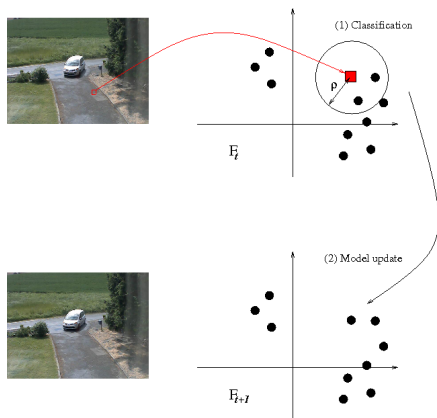 (1) Classification
ρ
F_t
(2) Model update
F_{t+1}